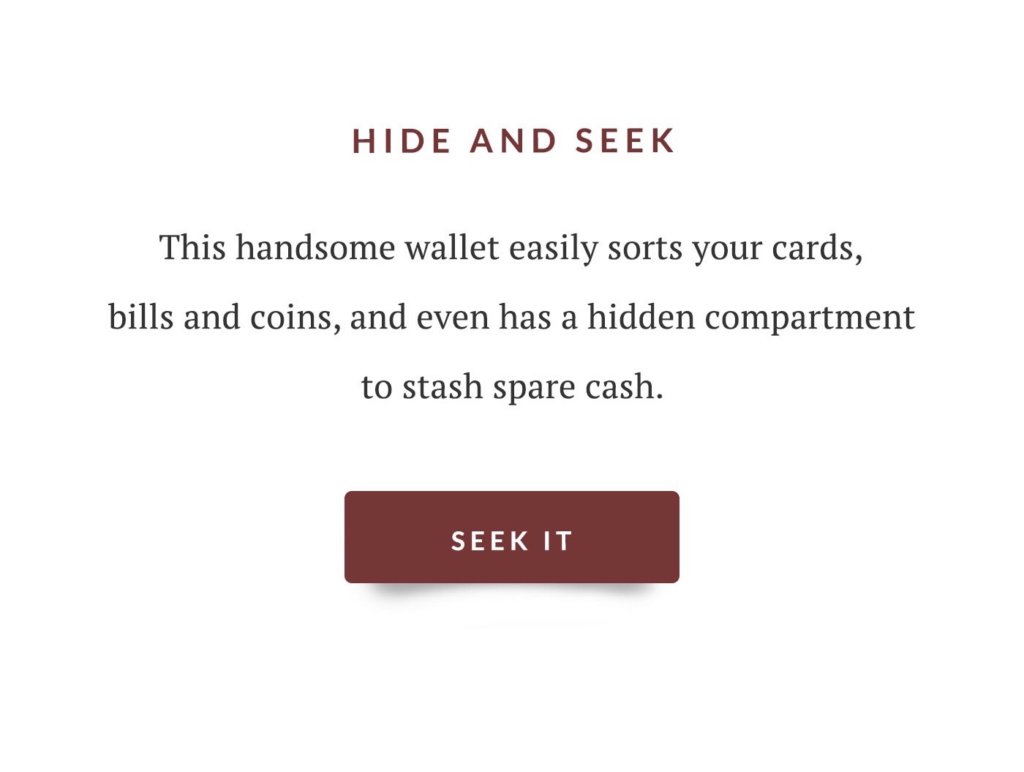 HIDE AND SEEK
This handsome wallet easily sorts your cards,
bills and coins, and even has a hidden compartment
to stash spare cash.
SEEK IT